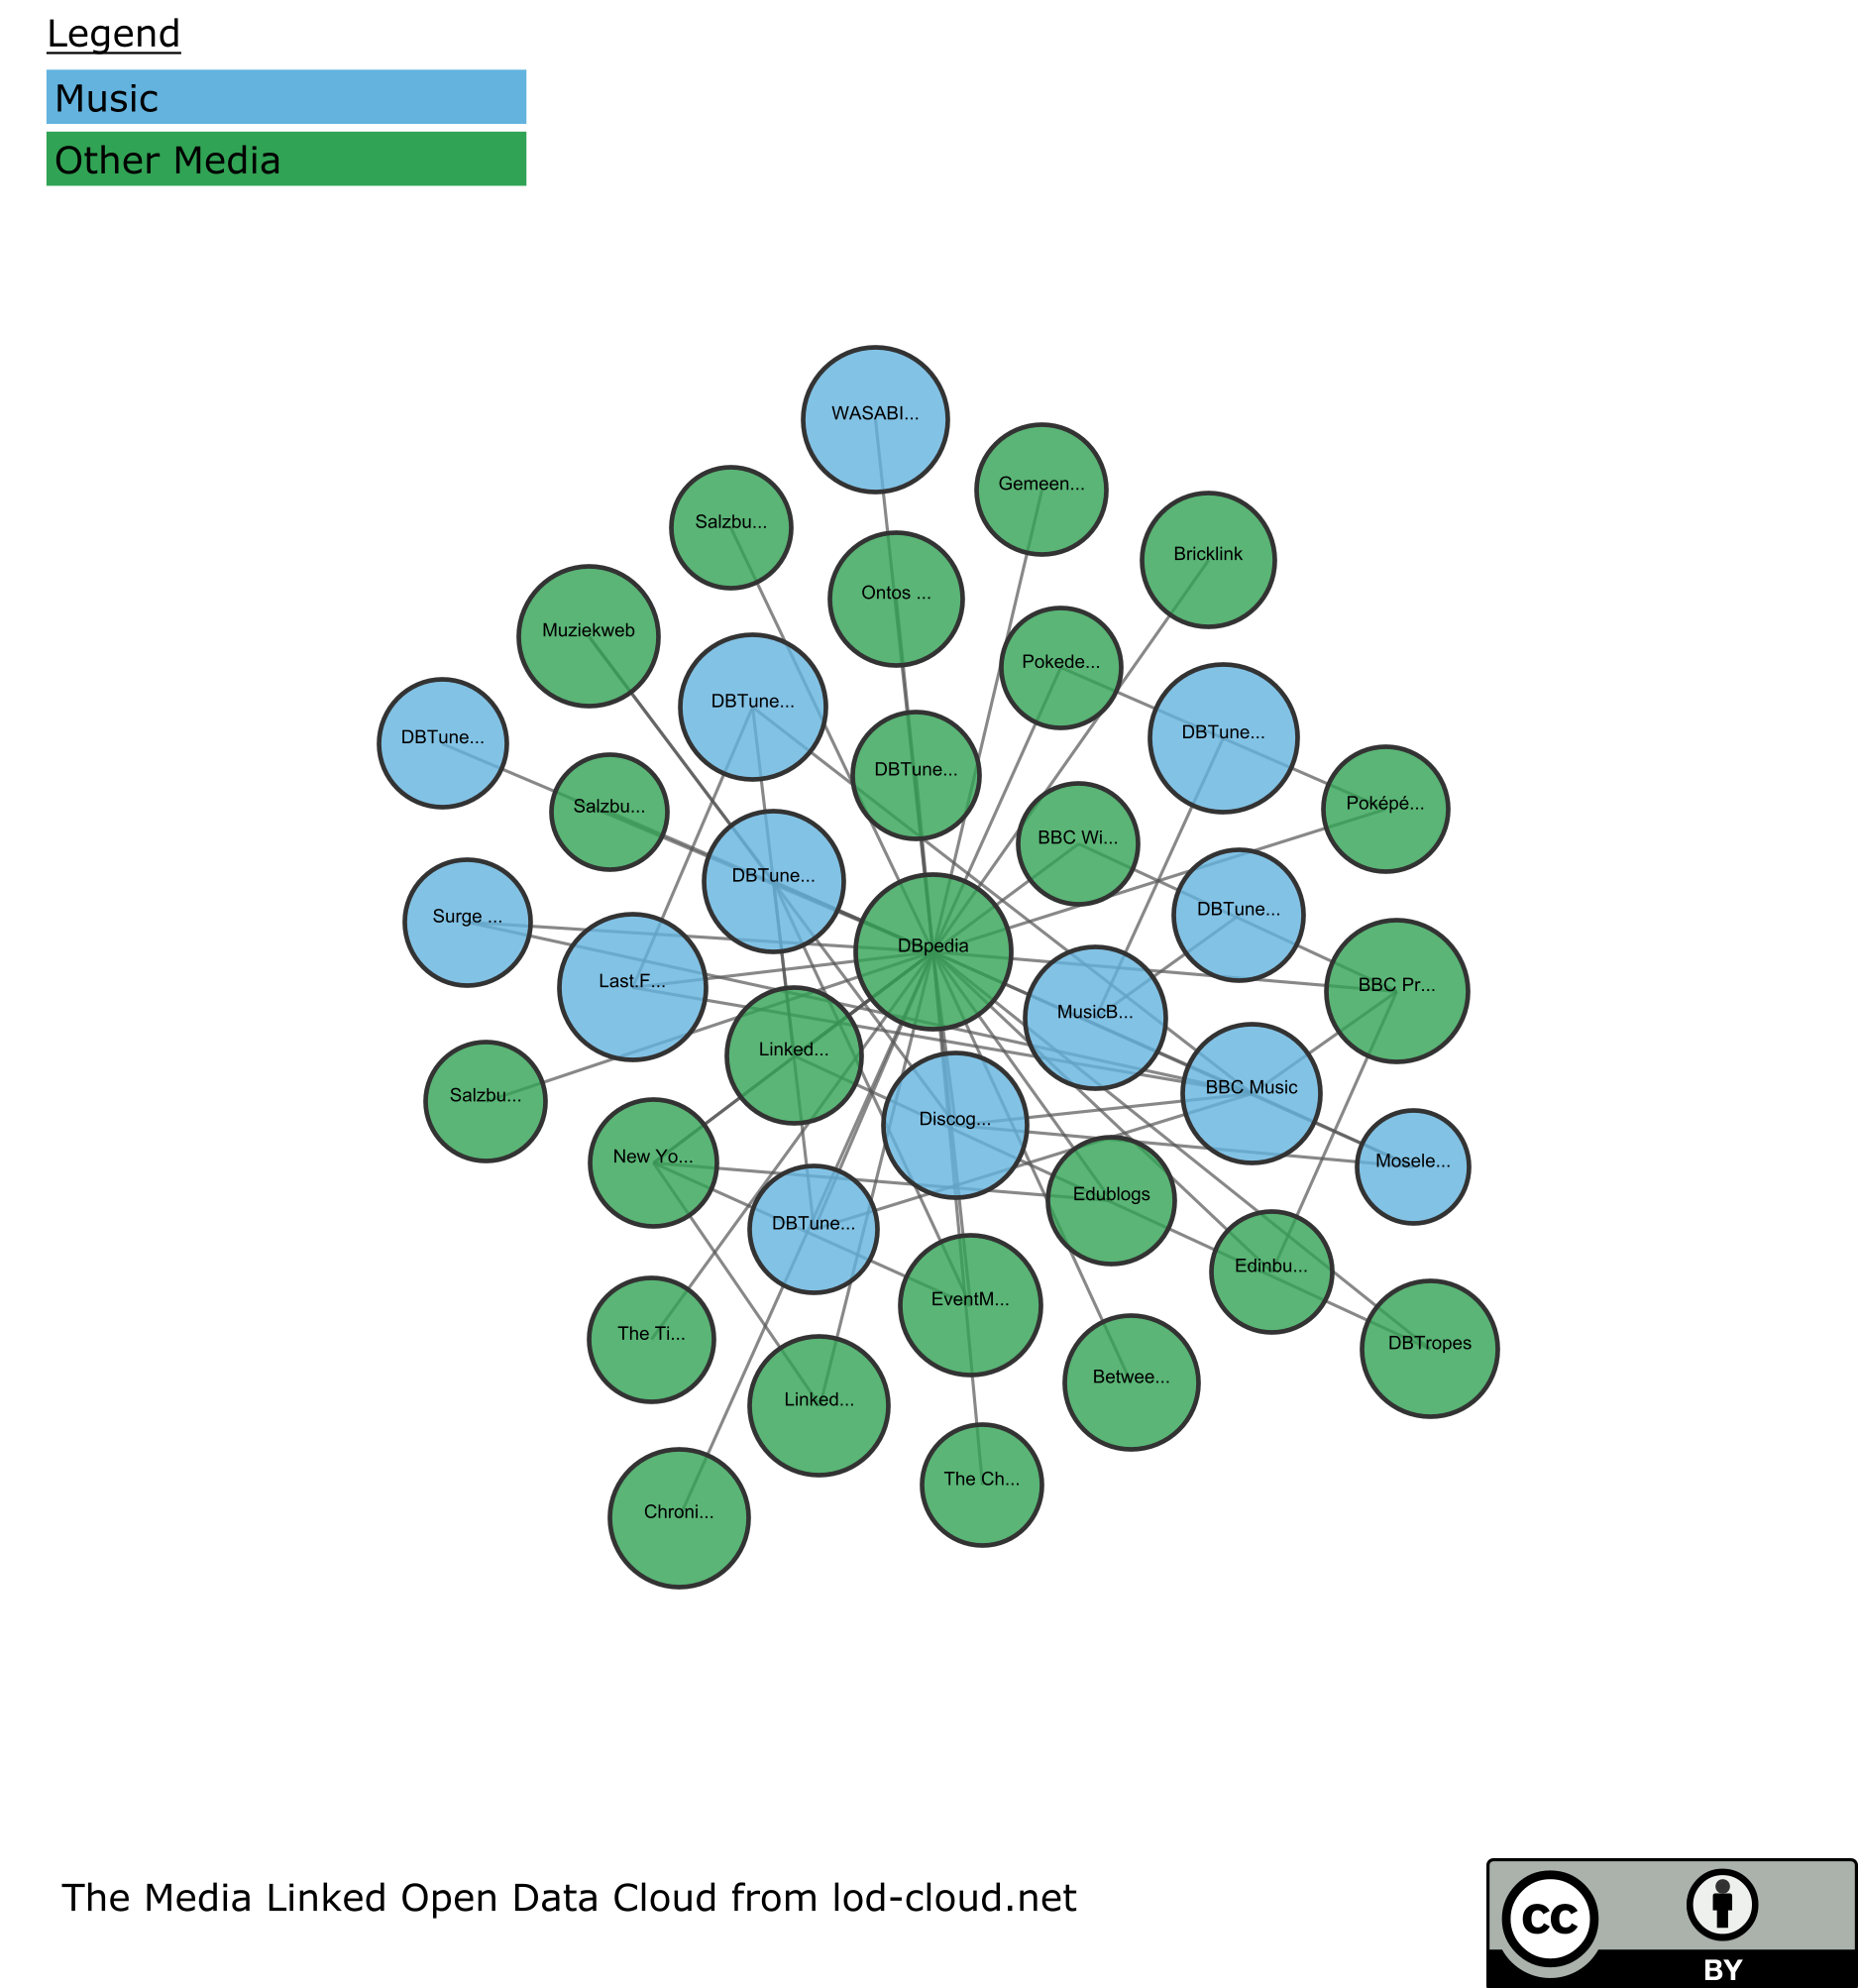 Legend
Music
Other Media
WASABI...
Gemeen...
Salzbu...
Bricklink
Ontos ...
Muziekweb
Pokede...
DBTune...
DBTune...
DBTune...
DBTune...
Poképé...
Salzbu...
BBC Wi...
DBTune...
DBTune...
Surge ...
DBpedia
Last.F...
BBC Pr...
MusicB...
Linked...
BBC Music
Salzbu...
Discog...
New Yo...
Mosele...
Edublogs
DBTune...
Edinbu...
EventM...
The Ti...
DBTropes
Betwee...
Linked...
The Ch...
Chroni...
The Media Linked Open Data Cloud from lod-cloud.net
cc
BY